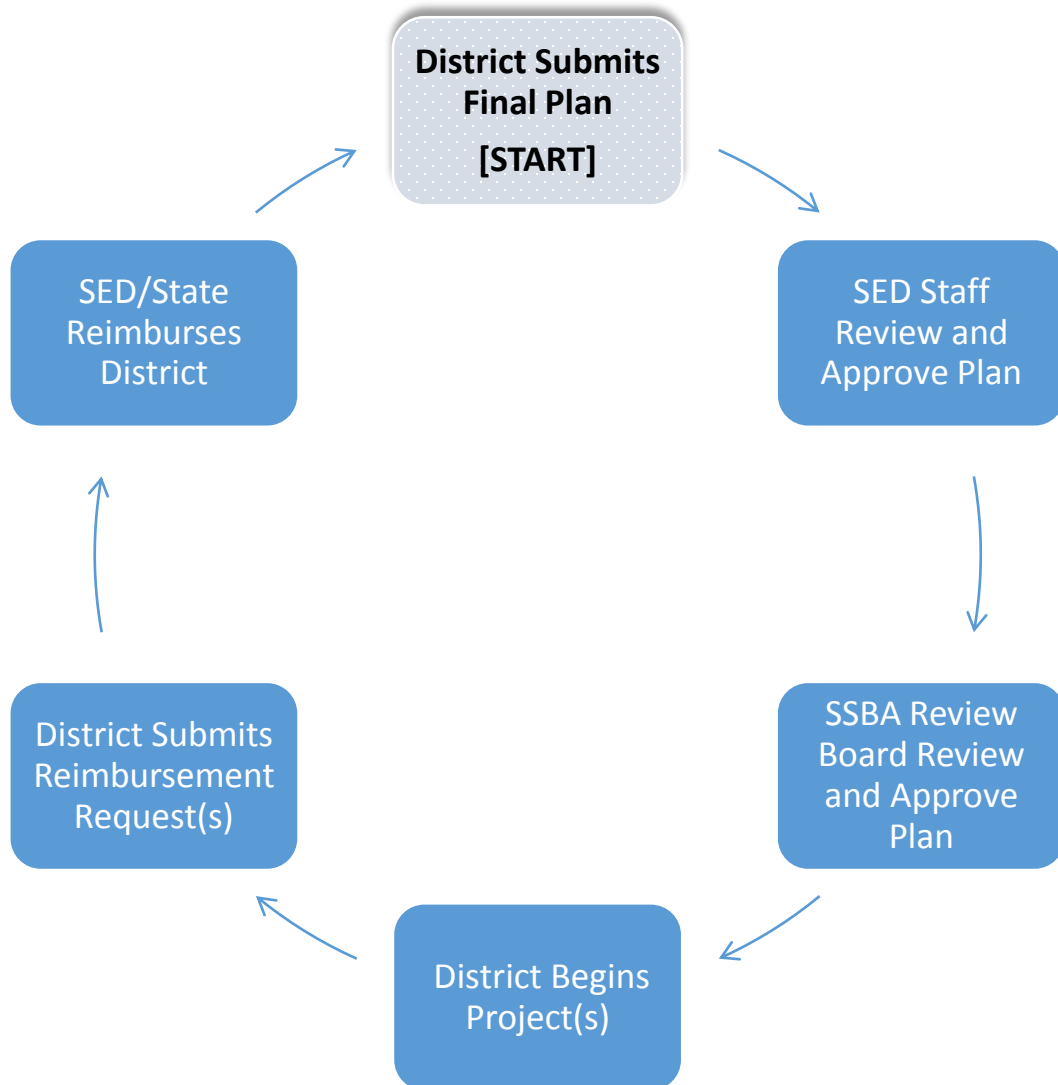 District Submits
Final Plan
[START]
SED Staff
Review and
Approve Plan
SSBA Review
Board Review
and Approve
Plan
District Begins
Project(s)
District Submits
Reimbursement
Request(s)
SED/State
Reimburses
District